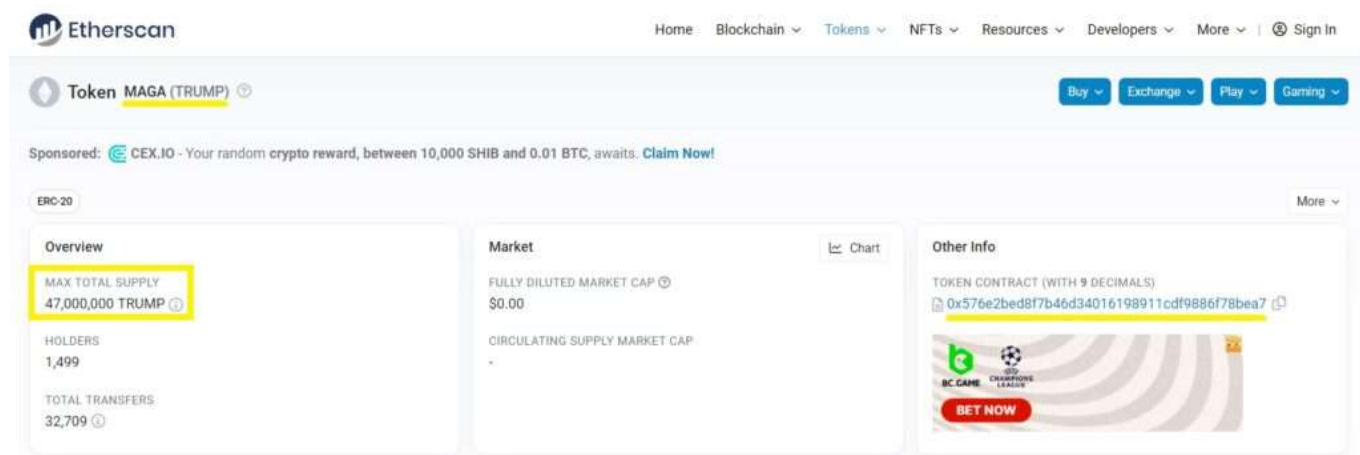 Etherscan
Home Blockchain Tokens NFTs Resources Developers More | Sign In
Token MAGA (TRUMP)
Buy Exchange Play Gaming
Sponsored: CEX.IO - Your random crypto reward, between 10,000 SHIB and 0.01 BTC, awaits. Claim Now!
ERC-20
More
Overview
MAX TOTAL SUPPLY
47,000,000 TRUMP
HOLDERS
1,499
TOTAL TRANSFERS
32,709
Market
Chart
FULLY DILUTED MARKET CAP
$0.00
CIRCULATING SUPPLY MARKET CAP
-
Other Info
TOKEN CONTRACT (WITH 9 DECIMALS)
0x576e2bed8f7b46d34016198911cdf9886f78bea7
BC.GAME
CHAMPIONS
LEAGUE
BET NOW